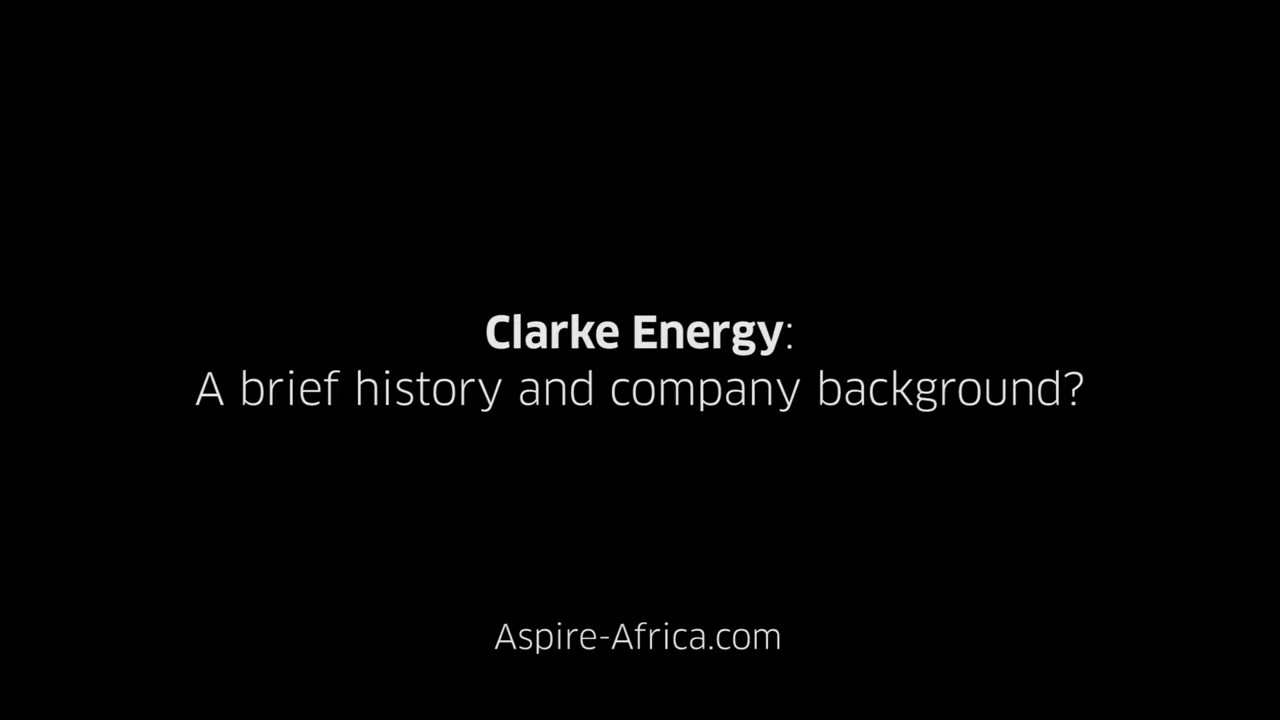 Clarke Energy:
A brief history and company background?
Aspire-Africa.com